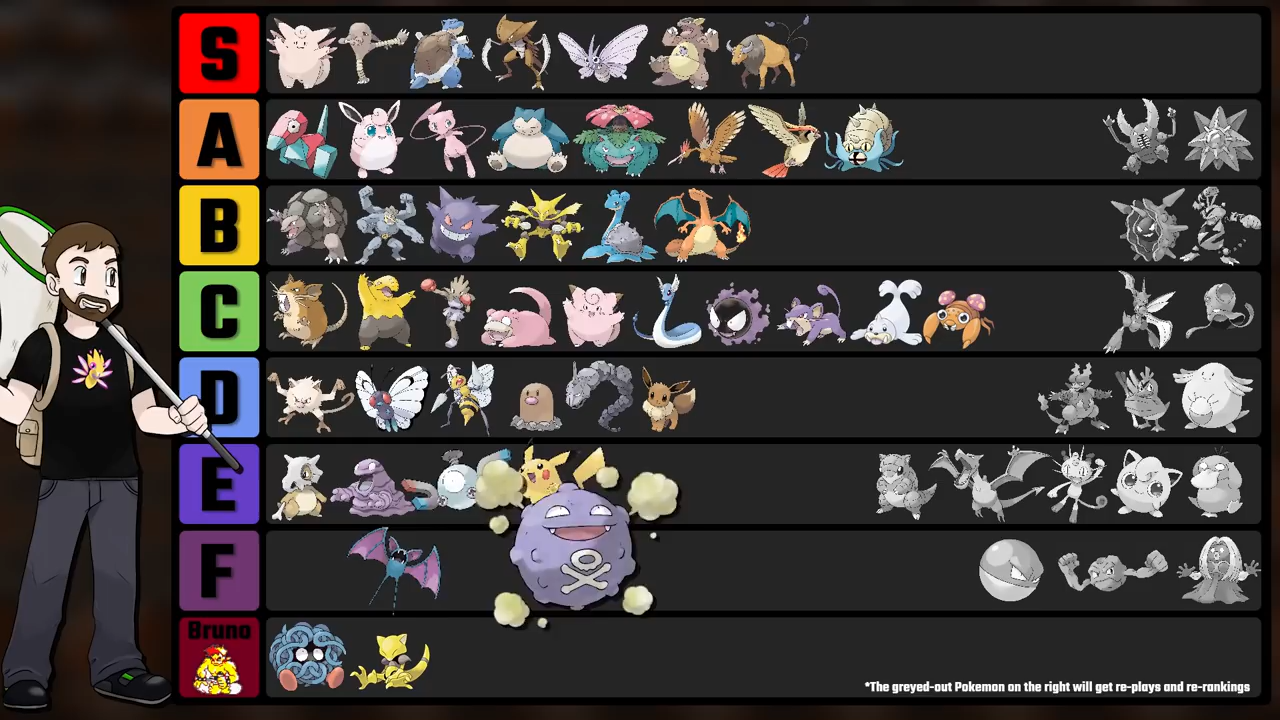 S
A
B
C
D
E
F
Bruno
*The greyed-out Pokemon on the right will get re-plays and re-rankings